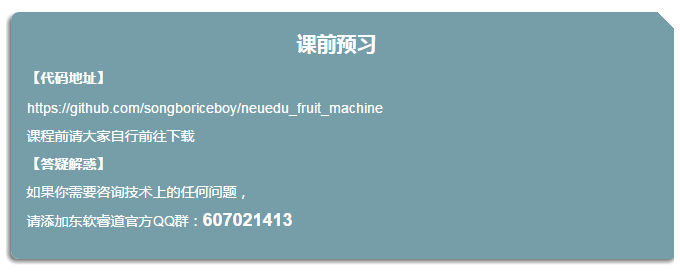 课前预习
【代码地址】
https://github.com/songboriceboy/neuedu_fruit_machine
课程前请大家自行前往下载
【答疑解惑】
如果你需要咨询技术上的任何问题，
请添加东软睿道官方QQ群：607021413